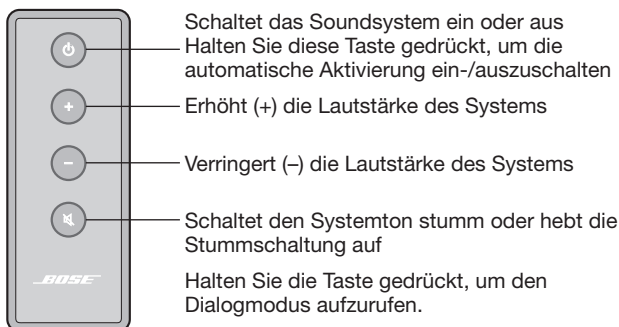 Schaltet das Soundsystem ein oder aus
Halten Sie diese Taste gedrückt, um die
automatische Aktivierung ein-/auszuschalten
Erhöht (+) die Lautstärke des Systems
Verringert (–) die Lautstärke des Systems
Schaltet den Systemton stumm oder hebt die
Stummschaltung auf
BOSE
Halten Sie die Taste gedrückt, um den
Dialogmodus aufzurufen.